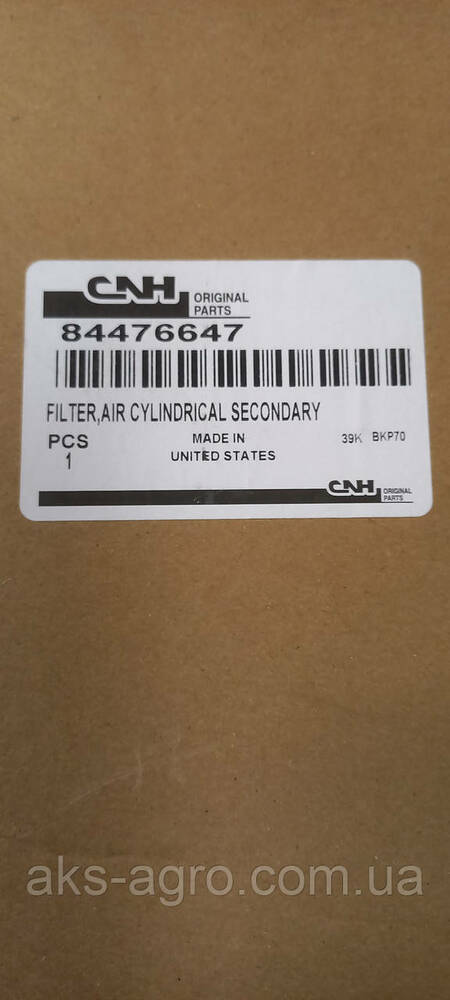 CNH ORIGINAL
PARTS
84476647
FILTER,AIR CYLINDRICAL SECONDARY
PCS MADE IN 39K BKP70
1 UNITED STATES
CNH ORIGINAL
PARTS
aks-agro.com.ua